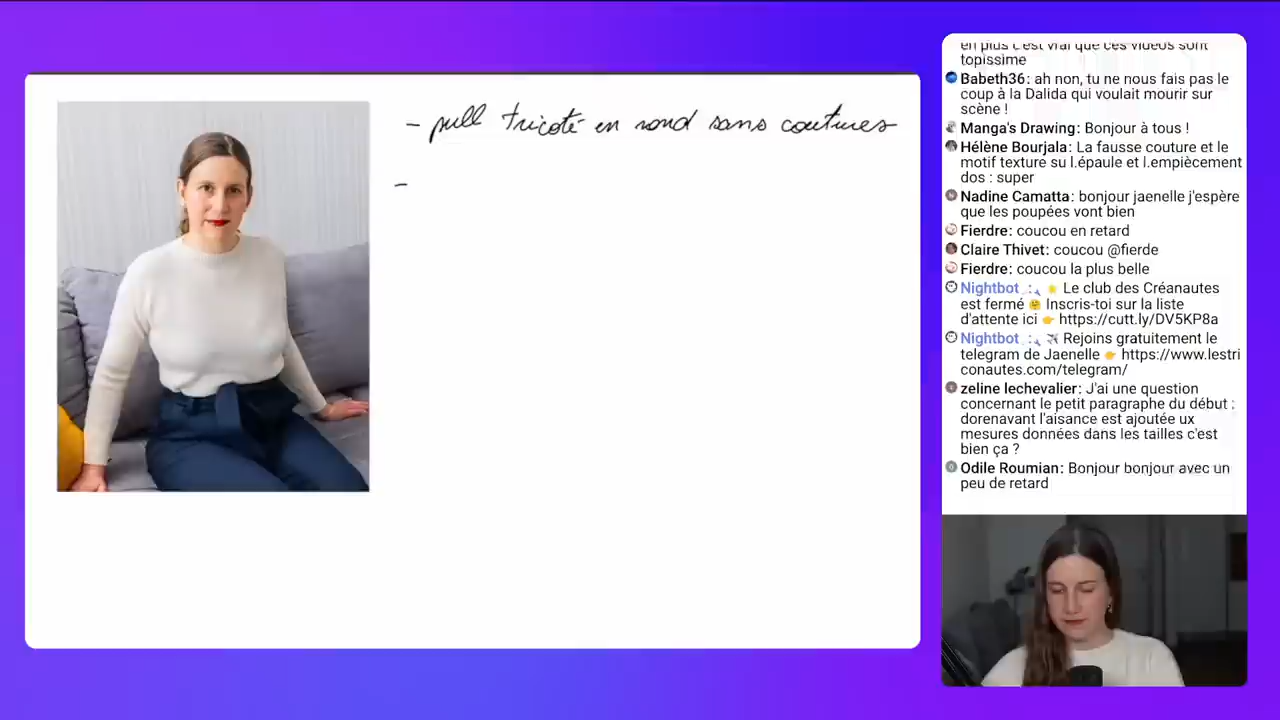 - pull tricoté en rond sans coutures
-
en plus c'est vrai que ces vidéos sont
topissime
Babeth36: ah non, tu ne nous fais pas le
coup à la Dalida qui voulait mourir sur
scène !
Manga's Drawing: Bonjour à tous !
Hélène Bourjala: La fausse couture et le
motif texture su l.épaule et l.empiècement
dos : super
Nadine Camatta: bonjour jaenelle j'espère
que les poupées vont bien
Fierdre: coucou en retard
Claire Thivet: coucou @fierde
Fierdre: coucou la plus belle
Nightbot : Le club des Créanautes
est fermé 🤗 Inscris-toi sur la liste
d'attente ici 👉 https://cutt.ly/DV5KP8a
Nightbot : ✈ Rejoins gratuitement le
telegram de Jaenelle 👉 https://www.lestri
conautes.com/telegram/
zeline lechevalier: J'ai une question
concernant le petit paragraphe du début :
dorenavant l'aisance est ajoutée ux
mesures données dans les tailles c'est
bien ça ?
Odile Roumian: Bonjour bonjour avec un
peu de retard